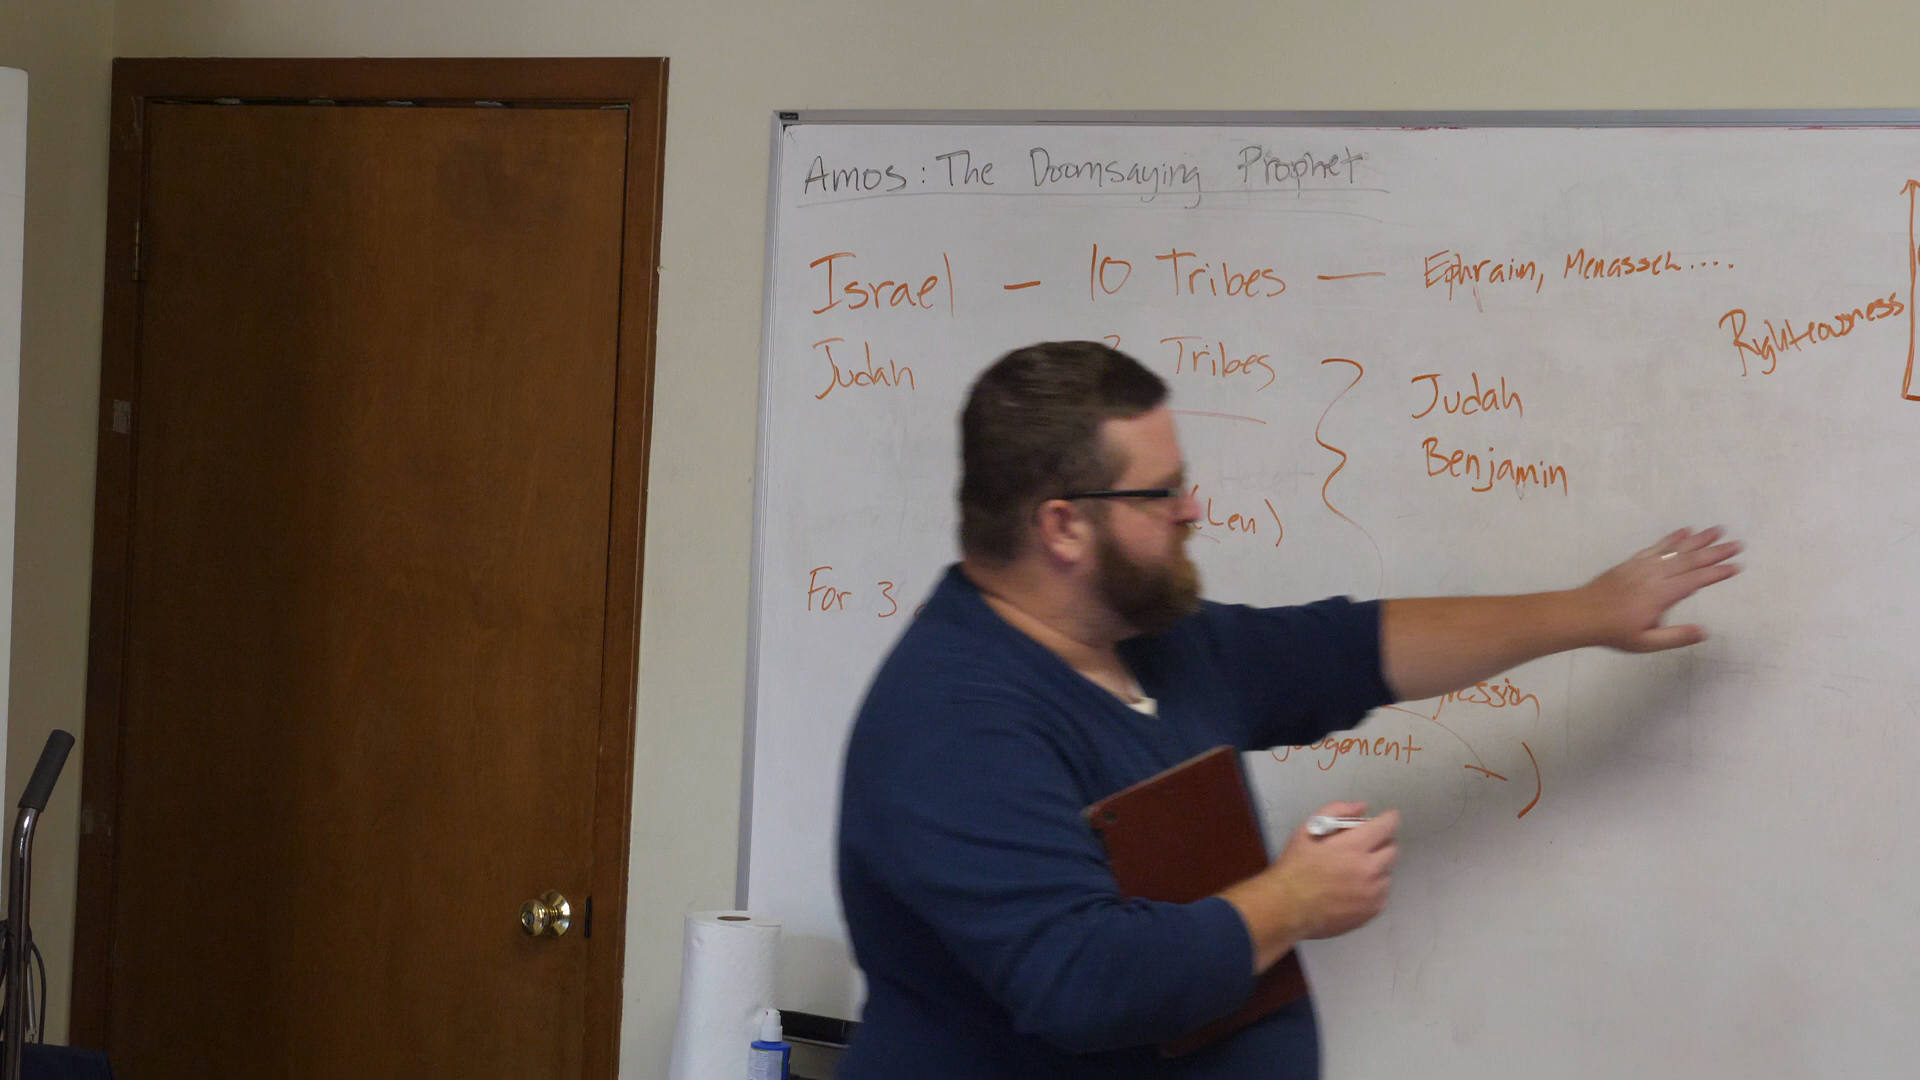 Amos: The Doomsaying Prophet
Israel — 10 Tribes — Ephraim, Menasseh....
Righteousness
Judah Tribes
Judah
Benjamin
For 3